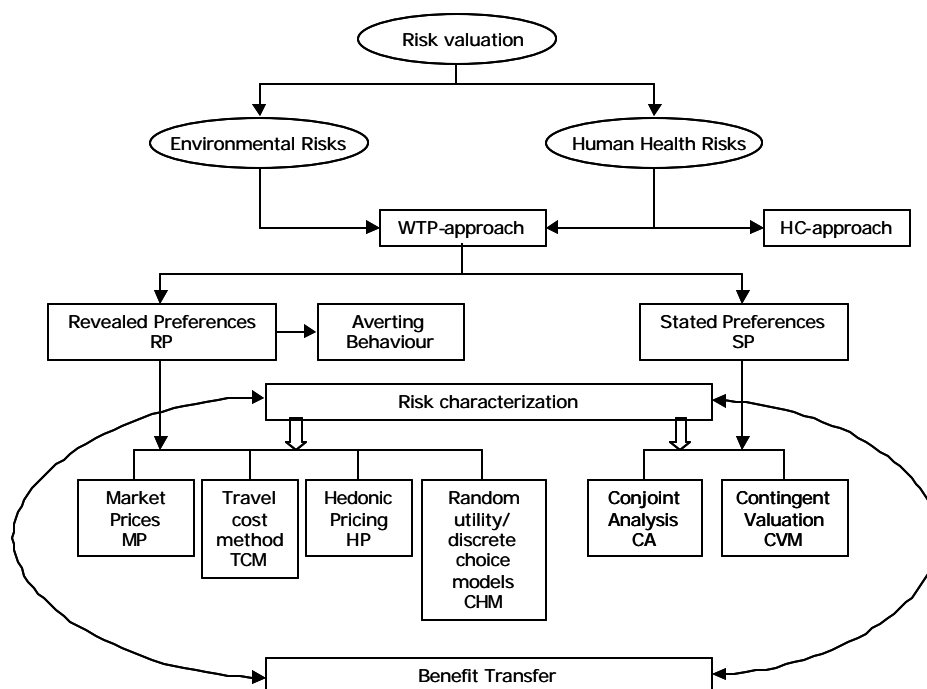 Risk valuation
Environmental Risks
Human Health Risks
WTP-approach
HC-approach
Revealed Preferences
RP
Averting
Behaviour
Stated Preferences
SP
Risk characterization
Market
Prices
MP
Travel
cost
method
TCM
Hedonic
Pricing
HP
Random
utility/
discrete
choice
models
CHM
Conjoint
Analysis
CA
Contingent
Valuation
CVM
Benefit Transfer